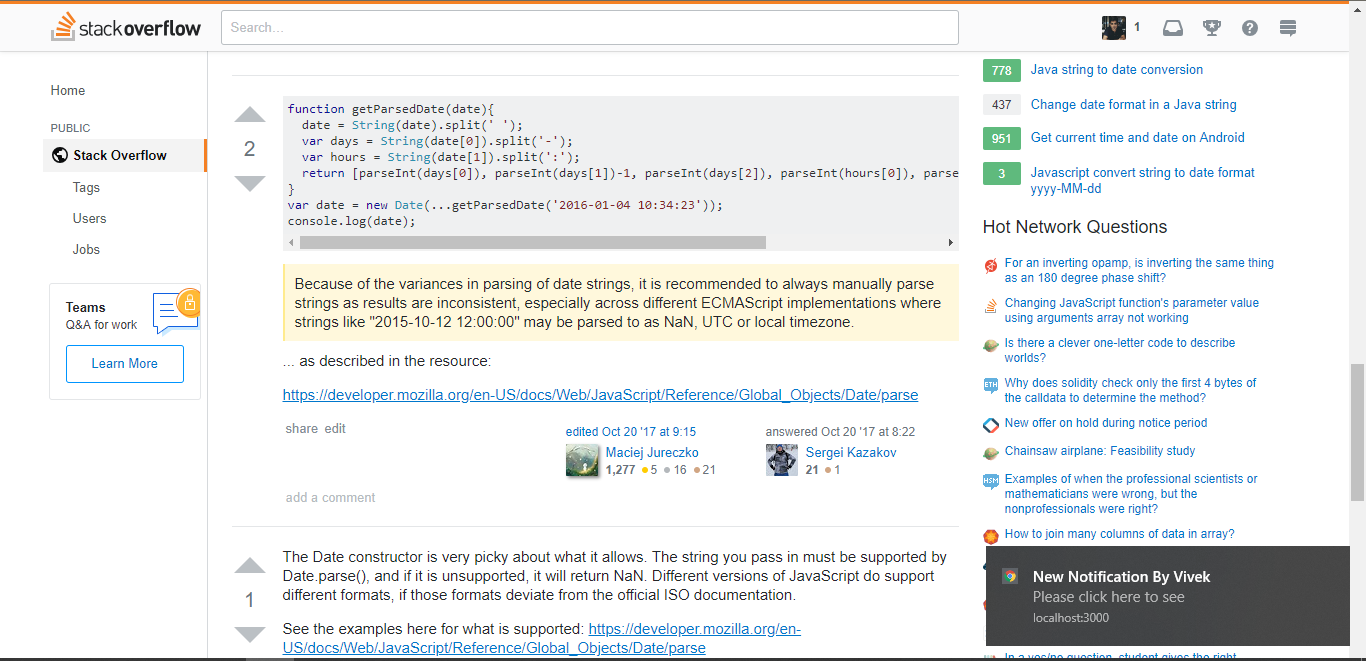 stackoverflow
Search...
1
Home
PUBLIC
Stack Overflow
Tags
Users
Jobs
Teams
Q&A for work
Learn More
2
function getParsedDate(date){
date = String(date).split(' ');
var days = String(date[0]).split('-');
var hours = String(date[1]).split(':');
return [parseInt(days[0]), parseInt(days[1])-1, parseInt(days[2]), parseInt(hours[0]), parse
}
var date = new Date(...getParsedDate('2016-01-04 10:34:23'));
console.log(date);
Because of the variances in parsing of date strings, it is recommended to always manually parse
strings as results are inconsistent, especially across different ECMAScript implementations where
strings like "2015-10-12 12:00:00" may be parsed to as NaN, UTC or local timezone.
... as described in the resource:
https://developer.mozilla.org/en-US/docs/Web/JavaScript/Reference/Global_Objects/Date/parse
share edit
edited Oct 20 '17 at 9:15
Maciej Jureczko
1,277 5 16 21
answered Oct 20 '17 at 8:22
Sergei Kazakov
21 1
add a comment
1
The Date constructor is very picky about what it allows. The string you pass in must be supported by
Date.parse(), and if it is unsupported, it will return NaN. Different versions of JavaScript do support
different formats, if those formats deviate from the official ISO documentation.
See the examples here for what is supported: https://developer.mozilla.org/en-
US/docs/Web/JavaScript/Reference/Global_Objects/Date/parse
778 Java string to date conversion
437 Change date format in a Java string
951 Get current time and date on Android
3 Javascript convert string to date format
yyyy-MM-dd
Hot Network Questions
For an inverting opamp, is inverting the same thing
as an 180 degree phase shift?
Changing JavaScript function's parameter value
using arguments array not working
Is there a clever one-letter code to describe
worlds?
ETH Why does solidity check only the first 4 bytes of
the calldata to determine the method?
New offer on hold during notice period
Chainsaw airplane: Feasibility study
HSM Examples of when the professional scientists or
mathematicians were wrong, but the
nonprofessionals were right?
How to join many columns of data in array?
New Notification By Vivek
Please click here to see
localhost:3000
In a yes/no question, student gives the right